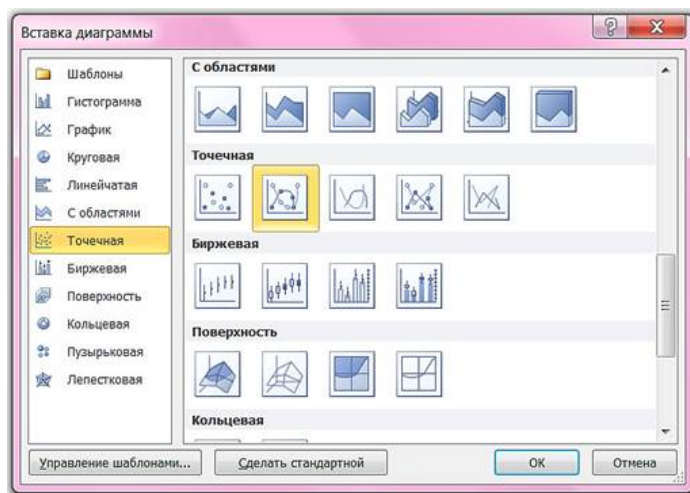 Вставка диаграммы
Шаблоны
Гистограмма
График
Круговая
Линейчатая
С областями
Точечная
Биржевая
Поверхность
Кольцевая
Пузырьковая
Лепестковая
С областями
Точечная
Биржевая
Поверхность
Кольцевая
Управление шаблонами...
Сделать стандартной
ОК
Отмена